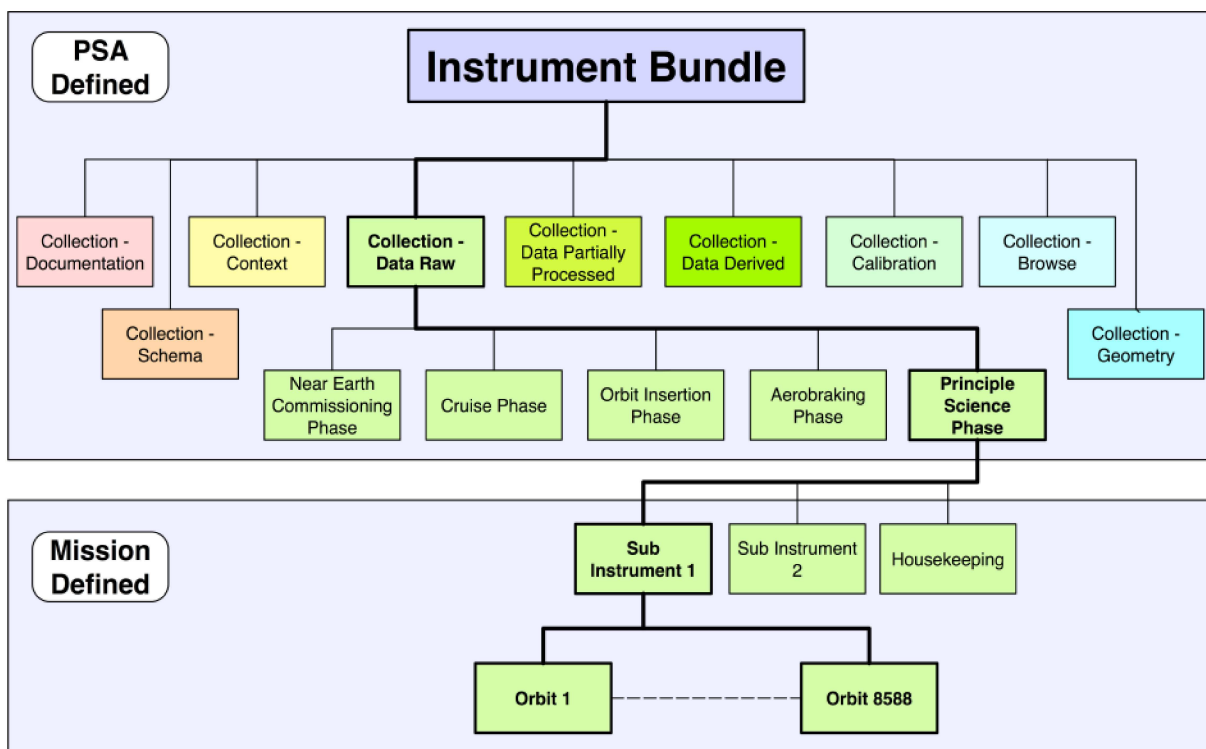 PSA
Defined
Instrument Bundle
Collection -
Documentation
Collection -
Context
Collection -
Data Raw
Collection -
Data Partially
Processed
Collection -
Data Derived
Collection -
Calibration
Collection -
Browse
Collection -
Schema
Collection -
Geometry
Near Earth
Commissioning
Phase
Cruise Phase
Orbit Insertion
Phase
Aerobraking
Phase
Principle
Science
Phase
Mission
Defined
Sub
Instrument 1
Sub Instrument
2
Housekeeping
Orbit 1
Orbit 8588